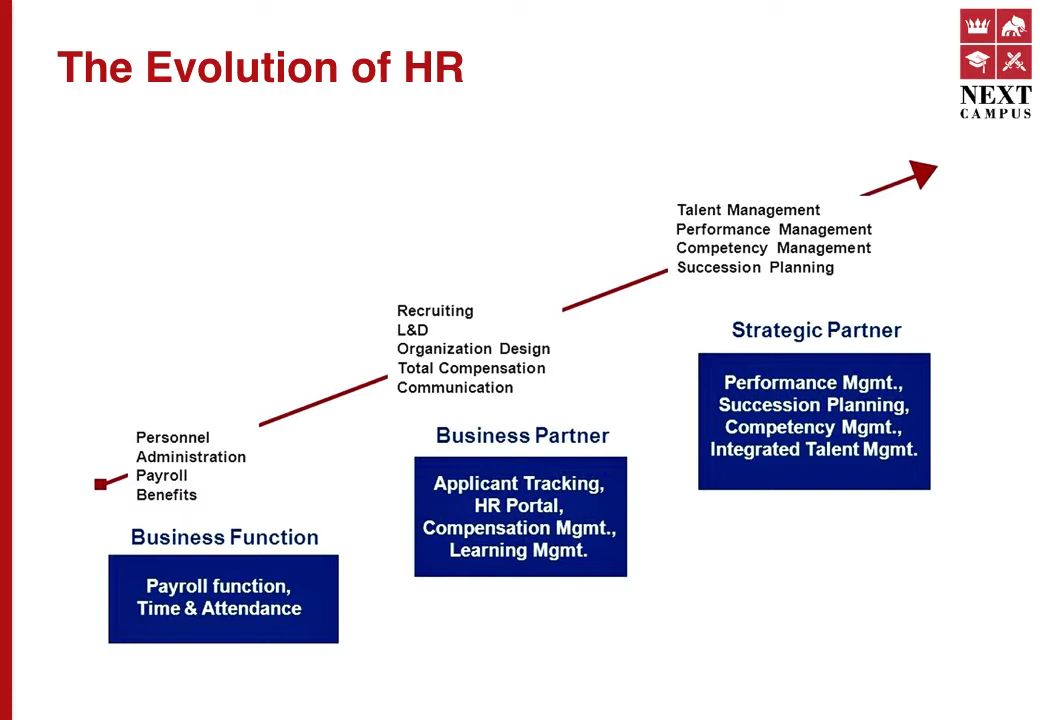 The Evolution of HR
NEXT
CAMPUS
Talent Management
Performance Management
Competency Management
Succession Planning
Recruiting
L&D
Organization Design
Total Compensation
Communication
Strategic Partner
Performance Mgmt.,
Succession Planning,
Competency Mgmt.,
Integrated Talent Mgmt.
Personnel
Administration
Payroll
Benefits
Business Partner
Applicant Tracking,
HR Portal,
Compensation Mgmt.,
Learning Mgmt.
Business Function
Payroll function,
Time & Attendance